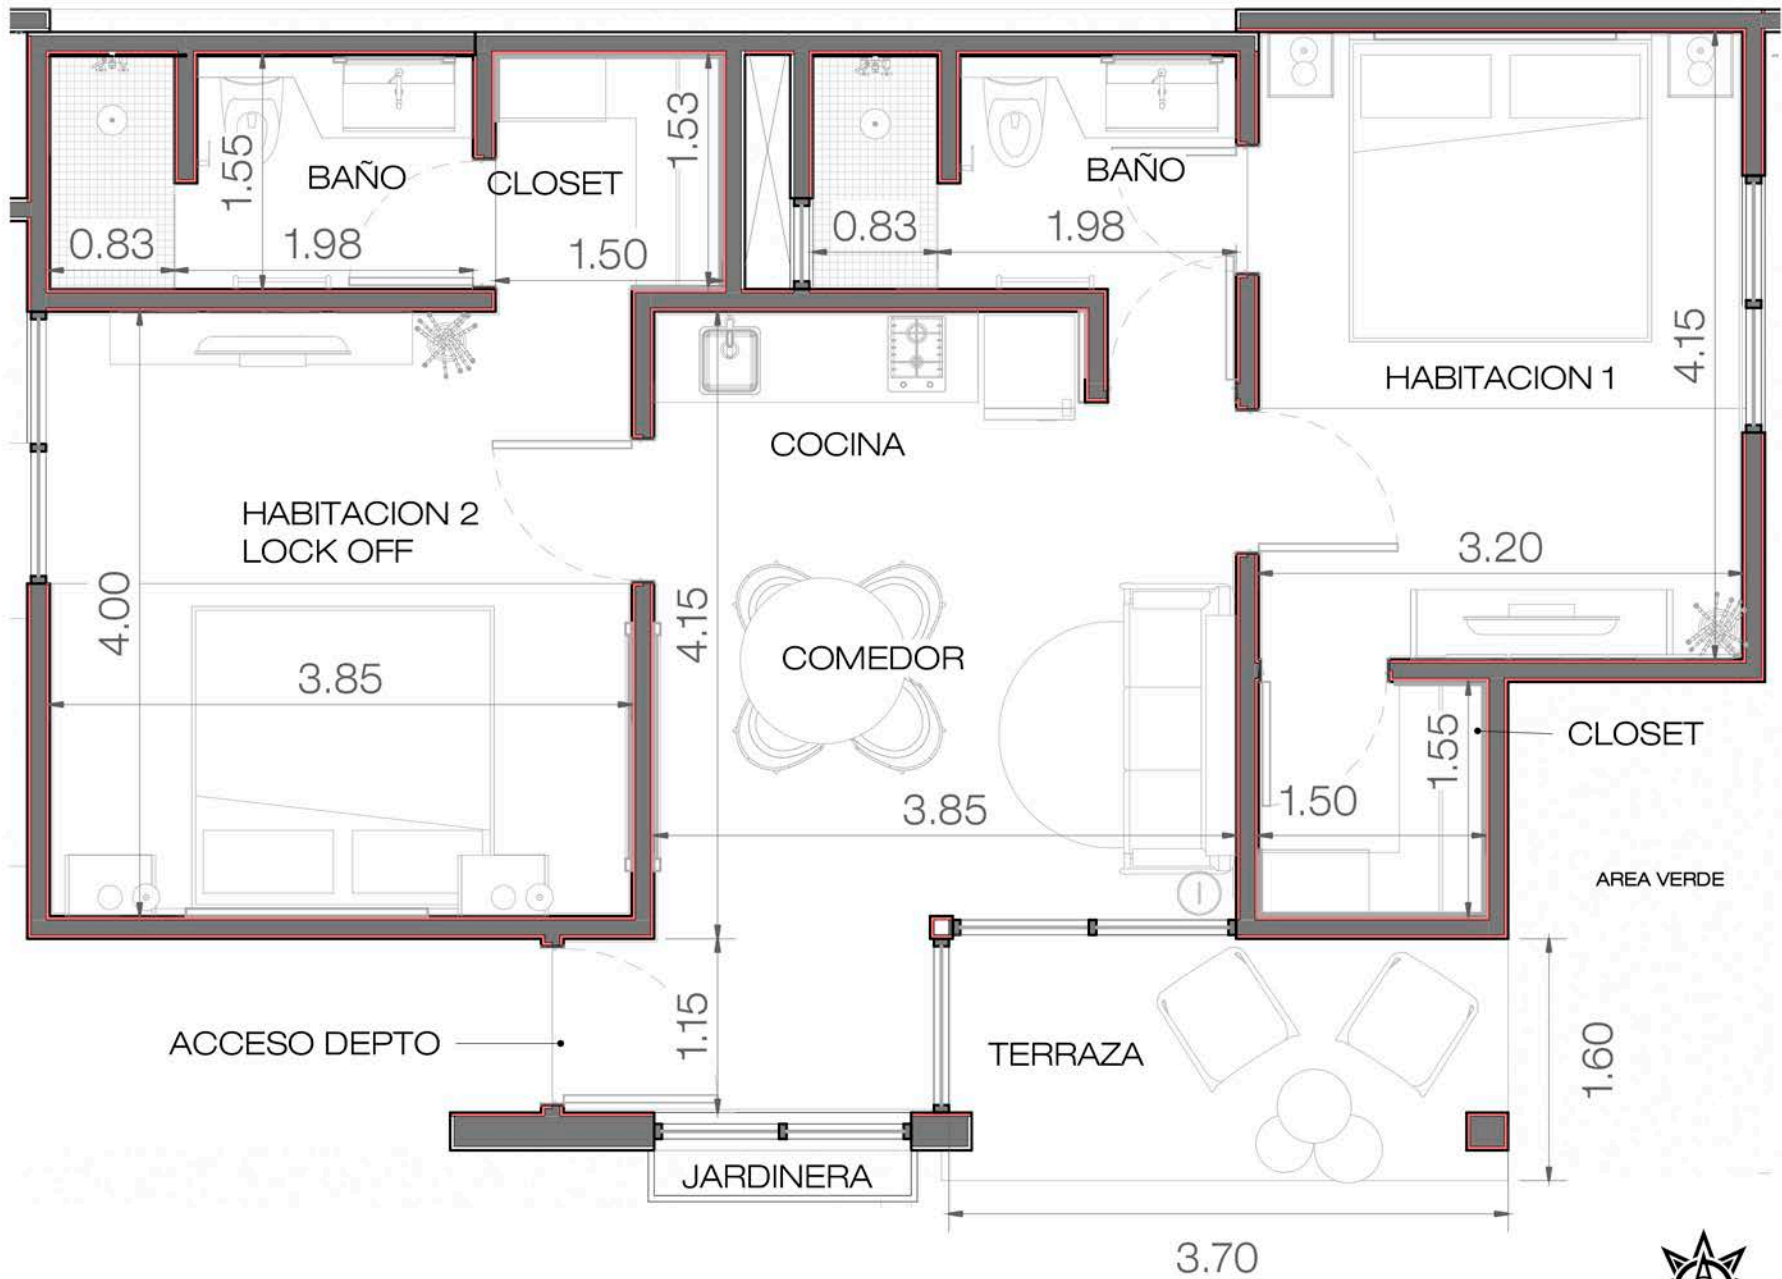 1.55
BAÑO
CLOSET
1.53
BAÑO
0.83
1.98
1.50
0.83
1.98
4.15
HABITACION 1
COCINA
HABITACION 2
LOCK OFF
3.20
4.00
4.15
COMEDOR
3.85
CLOSET
1.55
1.50
3.85
AREA VERDE
1.15
ACCESO DEPTO
TERRAZA
1.60
JARDINERA
3.70